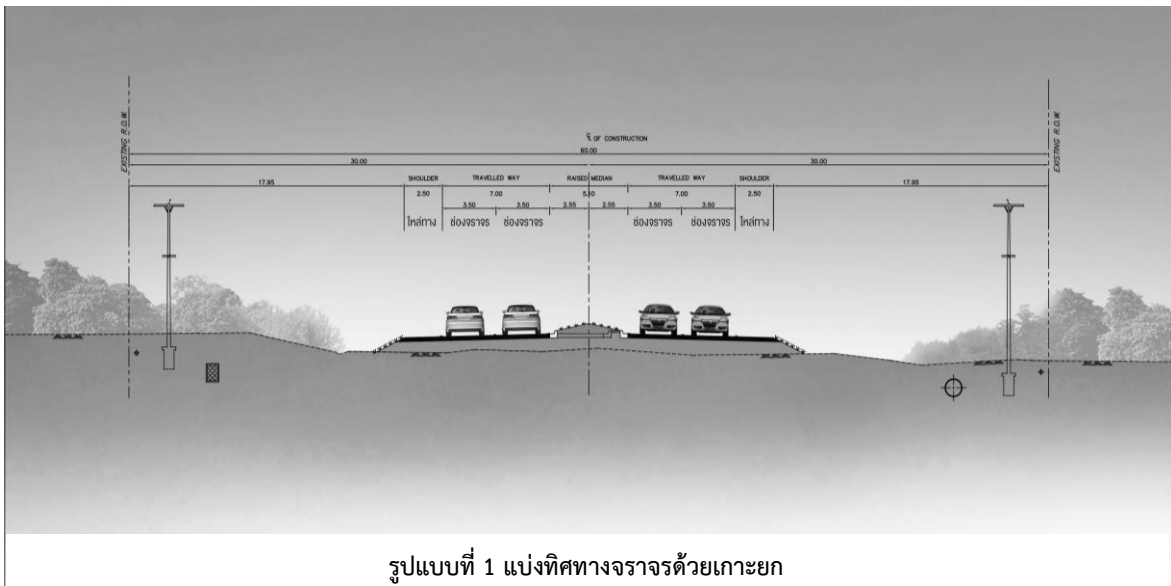 EXISTING R.O.W.
EXISTING R.O.W.
℄ OF CONSTRUCTION
60.00
30.00 30.00
SHOULDER TRAVELLED WAY RAISED MEDIAN TRAVELLED WAY SHOULDER
17.95 17.95
2.50 7.00 7.00 2.50
3.50 3.50 2.55 2.55 3.50 3.50
ไหล่ทาง ช่องจราจร ช่องจราจร ช่องจราจร ช่องจราจร ไหล่ทาง
รูปแบบที่ 1 แบ่งทิศทางจราจรด้วยเกาะยก